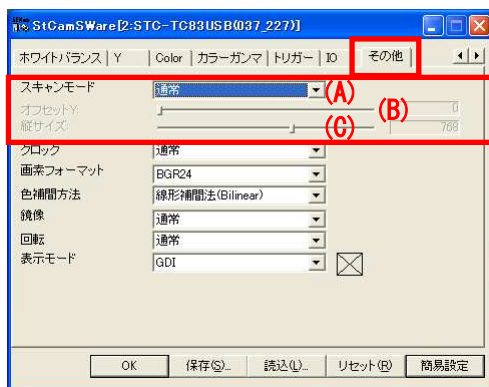 StCamSWare[2:STC-TC83USB(037_227)]
ホワイトバランス Y Color カラーガンマ トリガー IO その他
スキャンモード 通常 (A)
オフセットY: 0 (B)
縦サイズ: 768 (C)
クロック 通常
画素フォーマット BGR24
色補間方法 線形補間法(Bilinear)
鏡像 通常
回転 通常
表示モード GDI
OK 保存(S)... 読込(L)... リセット(R) 簡易設定